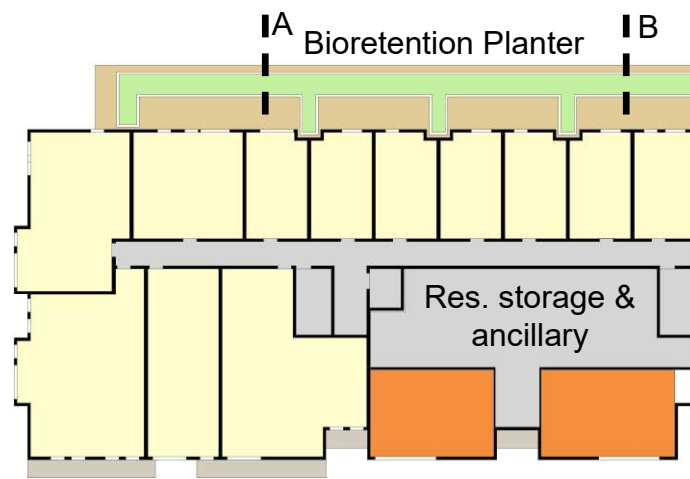 A
B
Bioretention Planter
Res. storage &
ancillary